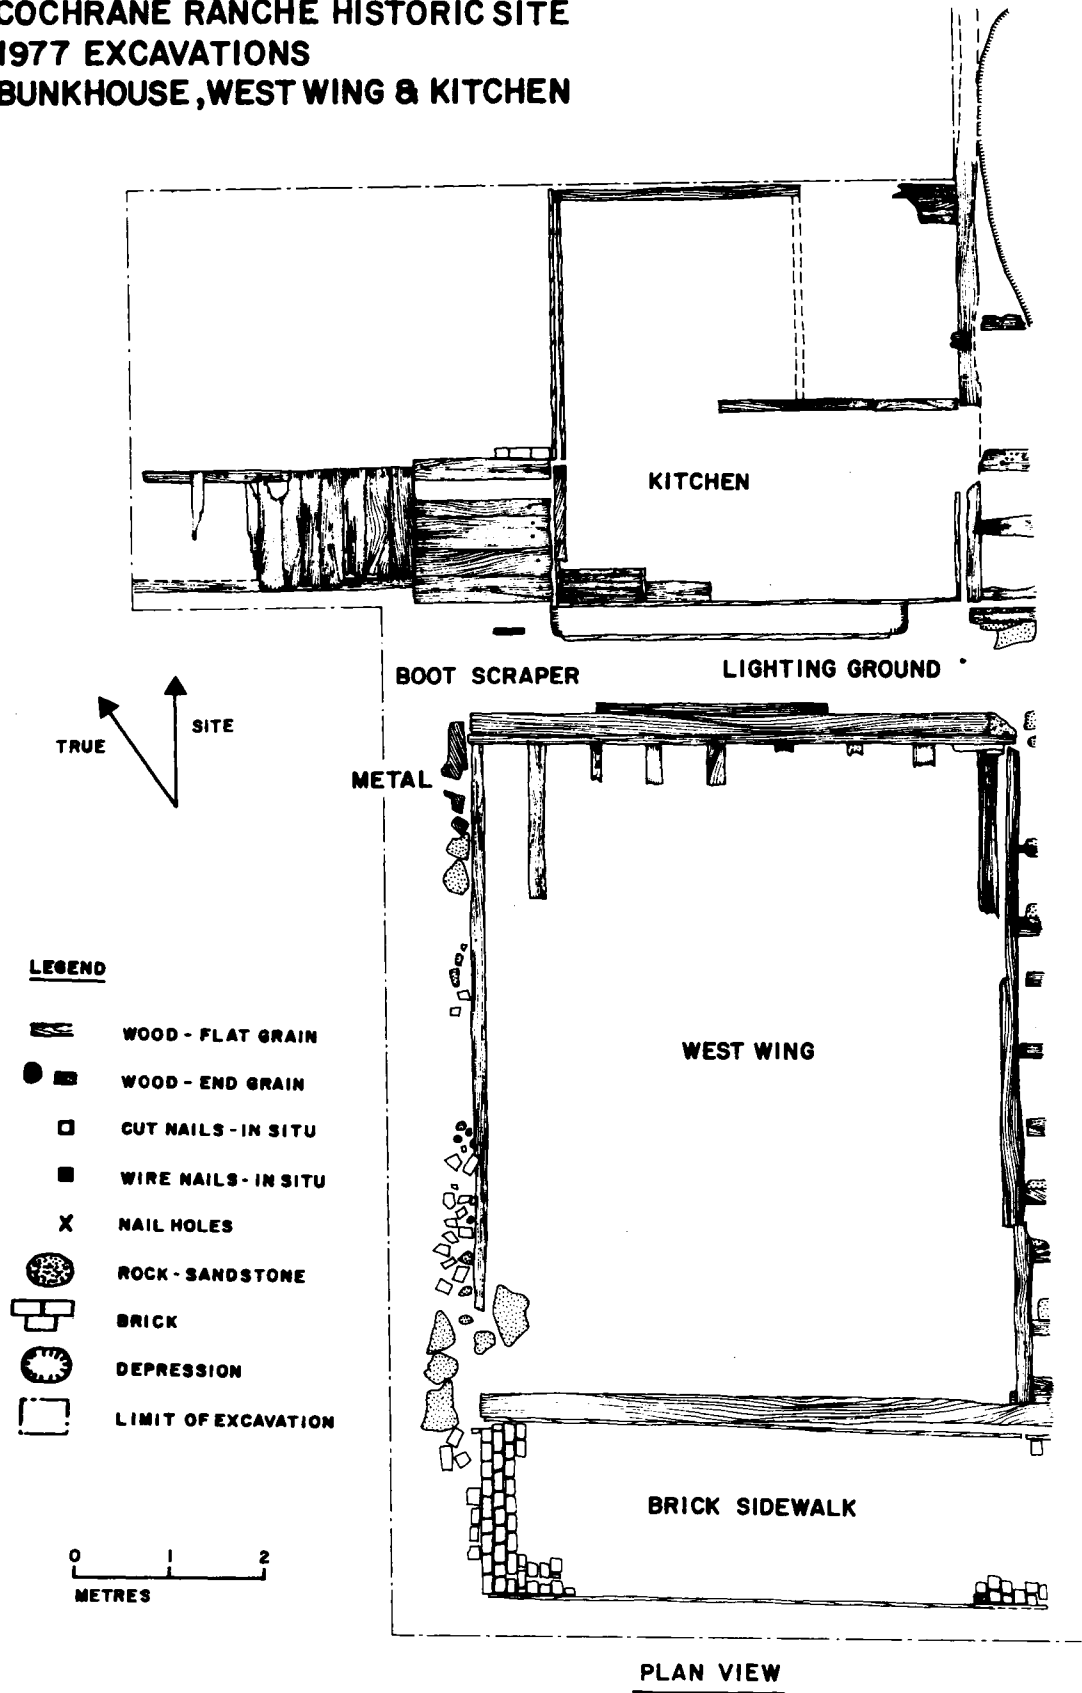 COCHRANE RANCHE HISTORIC SITE
1977 EXCAVATIONS
BUNKHOUSE, WEST WING & KITCHEN
KITCHEN
BOOT SCRAPER
LIGHTING GROUND
TRUE
SITE
METAL
WEST WING
LEGEND
WOOD - FLAT GRAIN
WOOD - END GRAIN
CUT NAILS - IN SITU
WIRE NAILS - IN SITU
NAIL HOLES
ROCK - SANDSTONE
BRICK
DEPRESSION
LIMIT OF EXCAVATION
BRICK SIDEWALK
0 1 2
METRES
PLAN VIEW